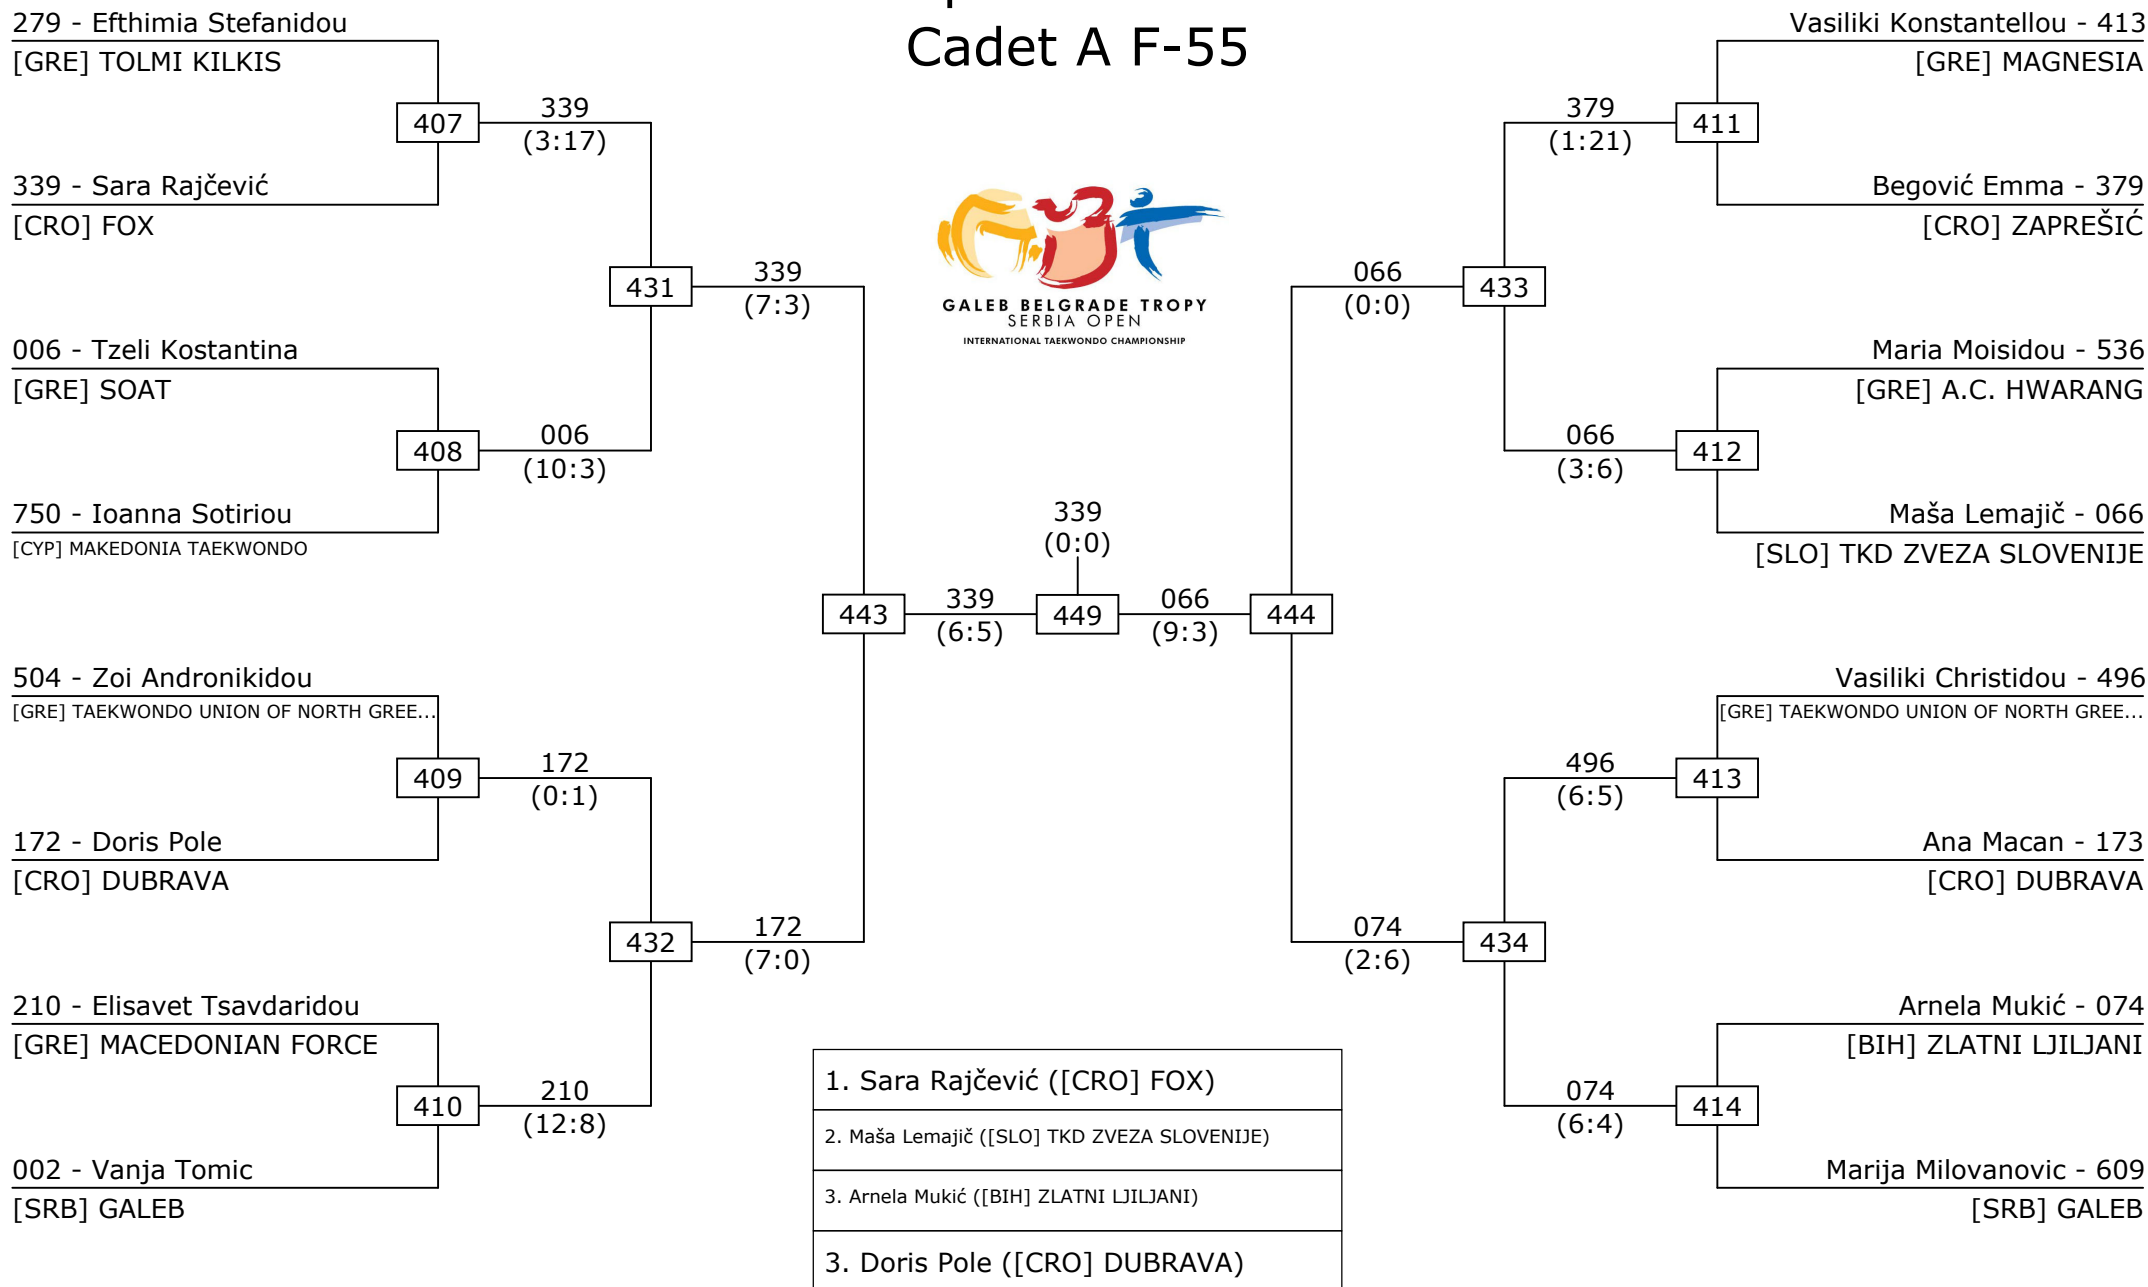 Cadet A F-55
279 - Efthimia Stefanidou
[GRE] TOLMI KILKIS
407
339
(3:17)
339 - Sara Rajčević
[CRO] FOX
431
339
(7:3)
006 - Tzeli Kostantina
[GRE] SOAT
408
006
(10:3)
750 - Ioanna Sotiriou
[CYP] MAKEDONIA TAEKWONDO
443
339
(6:5)
504 - Zoi Andronikidou
[GRE] TAEKWONDO UNION OF NORTH GREE...
409
172
(0:1)
172 - Doris Pole
[CRO] DUBRAVA
432
172
(7:0)
210 - Elisavet Tsavdaridou
[GRE] MACEDONIAN FORCE
410
210
(12:8)
002 - Vanja Tomic
[SRB] GALEB
GALEB BELGRADE TROPY
SERBIA OPEN
INTERNATIONAL TAEKWONDO CHAMPIONSHIP
339
(0:0)
449
Vasiliki Konstantellou - 413
[GRE] MAGNESIA
379
(1:21)
411
Begović Emma - 379
[CRO] ZAPREŠIĆ
066
(0:0)
433
Maria Moisidou - 536
[GRE] A.C. HWARANG
066
(3:6)
412
Maša Lemajič - 066
[SLO] TKD ZVEZA SLOVENIJE
066
(9:3)
444
Vasiliki Christidou - 496
[GRE] TAEKWONDO UNION OF NORTH GREE...
496
(6:5)
413
Ana Macan - 173
[CRO] DUBRAVA
074
(2:6)
434
Arnela Mukić - 074
[BIH] ZLATNI LJILJANI
074
(6:4)
414
Marija Milovanovic - 609
[SRB] GALEB
1. Sara Rajčević ([CRO] FOX)
2. Maša Lemajič ([SLO] TKD ZVEZA SLOVENIJE)
3. Arnela Mukić ([BIH] ZLATNI LJILJANI)
3. Doris Pole ([CRO] DUBRAVA)